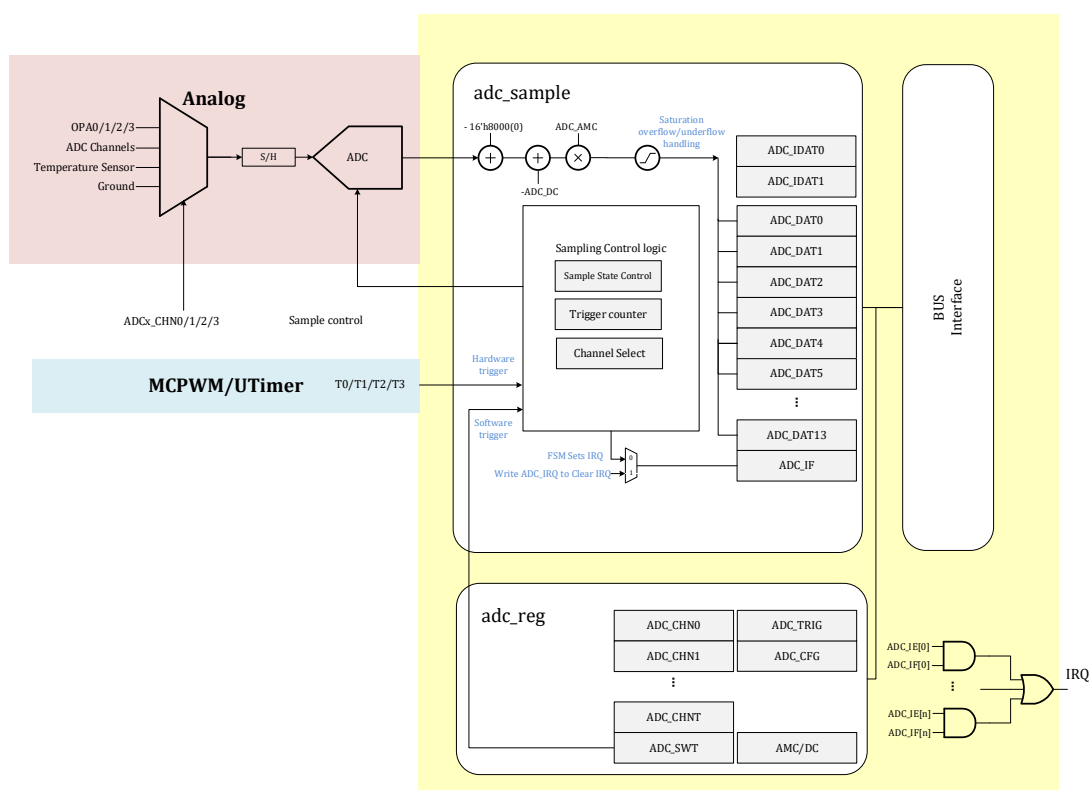 Analog
OPA0/1/2/3
ADC Channels
Temperature Sensor
Ground
S/H
ADC
ADCx_CHN0/1/2/3
Sample control
MCPWM/UTimer
T0/T1/T2/T3
adc_sample
- 16'h8000(0)
ADC_AMC
-ADC_DC
Saturation
overflow/underflow
handling
Sampling Control logic
Sample State Control
Trigger counter
Channel Select
Hardware
trigger
Software
trigger
FSM Sets IRQ
Write ADC_IRQ to Clear IRQ
0
1
ADC_IDAT0
ADC_IDAT1
ADC_DAT0
ADC_DAT1
ADC_DAT2
ADC_DAT3
ADC_DAT4
ADC_DAT5
ADC_DAT13
ADC_IF
BUS
Interface
adc_reg
ADC_CHN0
ADC_TRIG
ADC_CHN1
ADC_CFG
ADC_CHNT
ADC_SWT
AMC/DC
ADC_IE[0]
ADC_IF[0]
ADC_IE[n]
ADC_IF[n]
IRQ